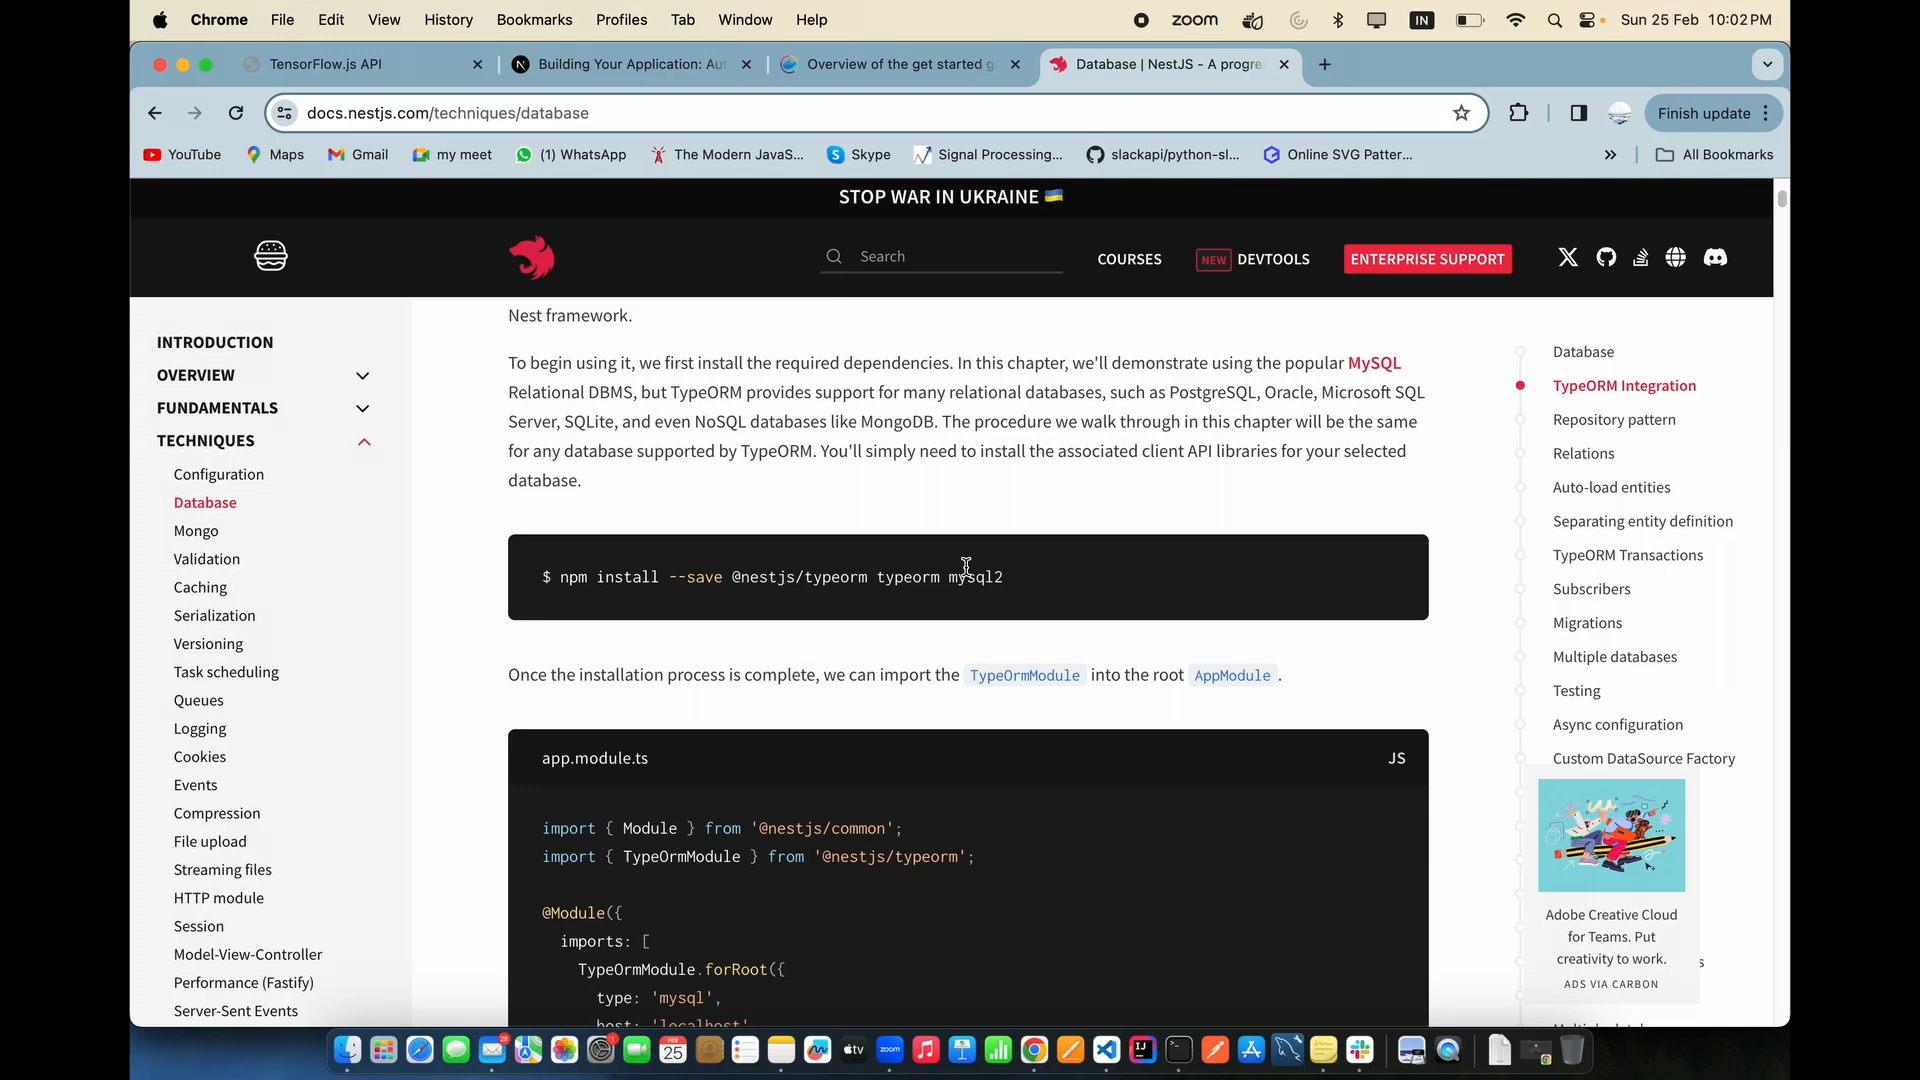 Chrome File Edit View History Bookmarks Profiles Tab Window Help
zoom IN Sun 25 Feb 10:02 PM
TensorFlow.js API
Building Your Application: Au
Overview of the get started g
Database | NestJS - A progre
docs.nestjs.com/techniques/database
Finish update
YouTube Maps Gmail my meet (1) WhatsApp The Modern JavaS... Skype Signal Processing... slackapi/python-sl... Online SVG Patter... » All Bookmarks
STOP WAR IN UKRAINE
Search
COURSES
NEW DEVTOOLS
ENTERPRISE SUPPORT
INTRODUCTION
OVERVIEW
FUNDAMENTALS
TECHNIQUES
Configuration
Database
Mongo
Validation
Caching
Serialization
Versioning
Task scheduling
Queues
Logging
Cookies
Events
Compression
File upload
Streaming files
HTTP module
Session
Model-View-Controller
Performance (Fastify)
Server-Sent Events
Nest framework.
To begin using it, we first install the required dependencies. In this chapter, we'll demonstrate using the popular MySQL
Relational DBMS, but TypeORM provides support for many relational databases, such as PostgreSQL, Oracle, Microsoft SQL
Server, SQLite, and even NoSQL databases like MongoDB. The procedure we walk through in this chapter will be the same
for any database supported by TypeORM. You'll simply need to install the associated client API libraries for your selected
database.
$ npm install --save @nestjs/typeorm typeorm mysql2
Once the installation process is complete, we can import the TypeOrmModule into the root AppModule .
app.module.ts JS
import { Module } from '@nestjs/common';
import { TypeOrmModule } from '@nestjs/typeorm';
@Module({
imports: [
TypeOrmModule.forRoot({
type: 'mysql',
host: 'localhost'
Database
TypeORM Integration
Repository pattern
Relations
Auto-load entities
Separating entity definition
TypeORM Transactions
Subscribers
Migrations
Multiple databases
Testing
Async configuration
Custom DataSource Factory
Adobe Creative Cloud
for Teams. Put
creativity to work.
ADS VIA CARBON
28
FEB
25
1
tv
zoom
IJ